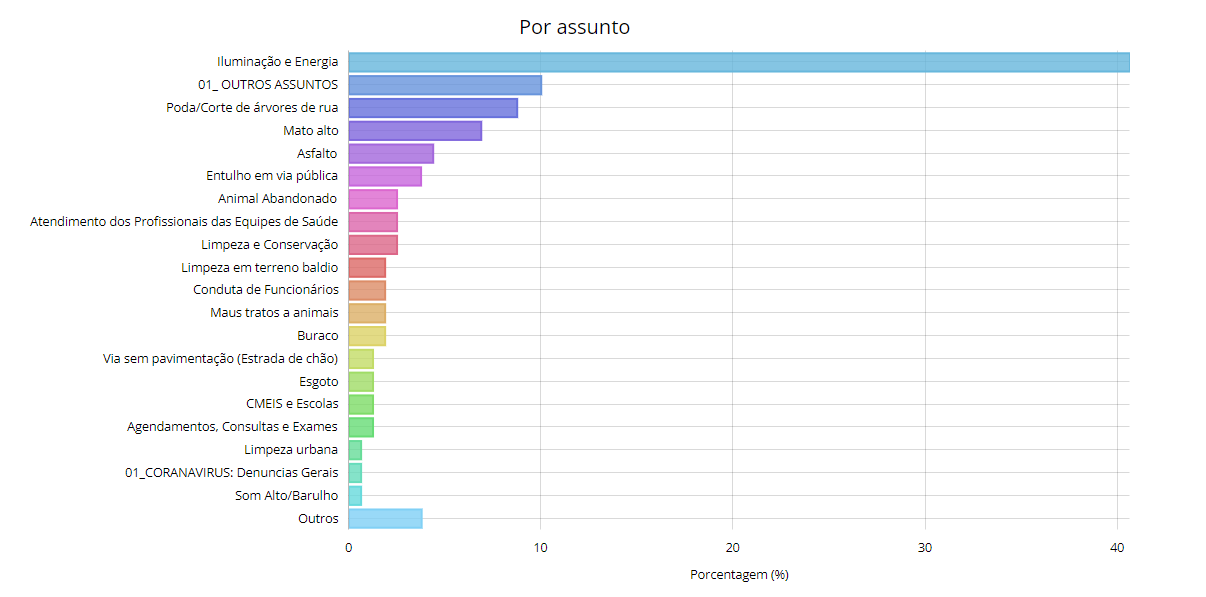 Por assunto
Iluminação e Energia
01_ OUTROS ASSUNTOS
Poda/Corte de árvores de rua
Mato alto
Asfalto
Entulho em via pública
Animal Abandonado
Atendimento dos Profissionais das Equipes de Saúde
Limpeza e Conservação
Limpeza em terreno baldio
Conduta de Funcionários
Maus tratos a animais
Buraco
Via sem pavimentação (Estrada de chão)
Esgoto
CMEIS e Escolas
Agendamentos, Consultas e Exames
Limpeza urbana
01_CORANAVIRUS: Denuncias Gerais
Som Alto/Barulho
Outros
0 10 20 30 40
Porcentagem (%)